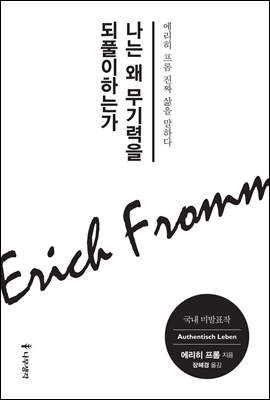 에리히 프롬 진짜 삶을 말하다
나는 왜 무기력을
되풀이하는가
Erich Fromm
국내 미발표작
Authentisch Leben
에리히 프롬 지음
장혜경 옮김
나무생각